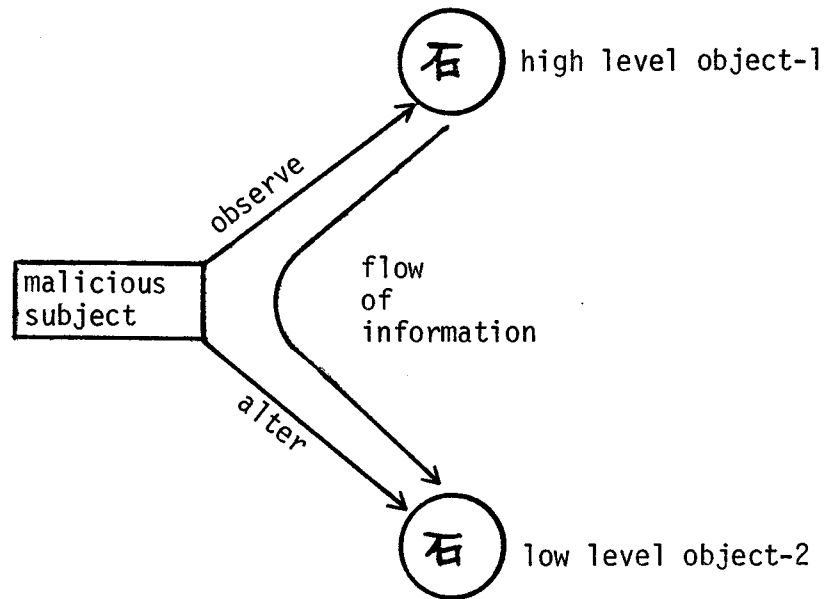 石
high level object-1
observe
malicious
subject
flow
of
information
alter
石
low level object-2